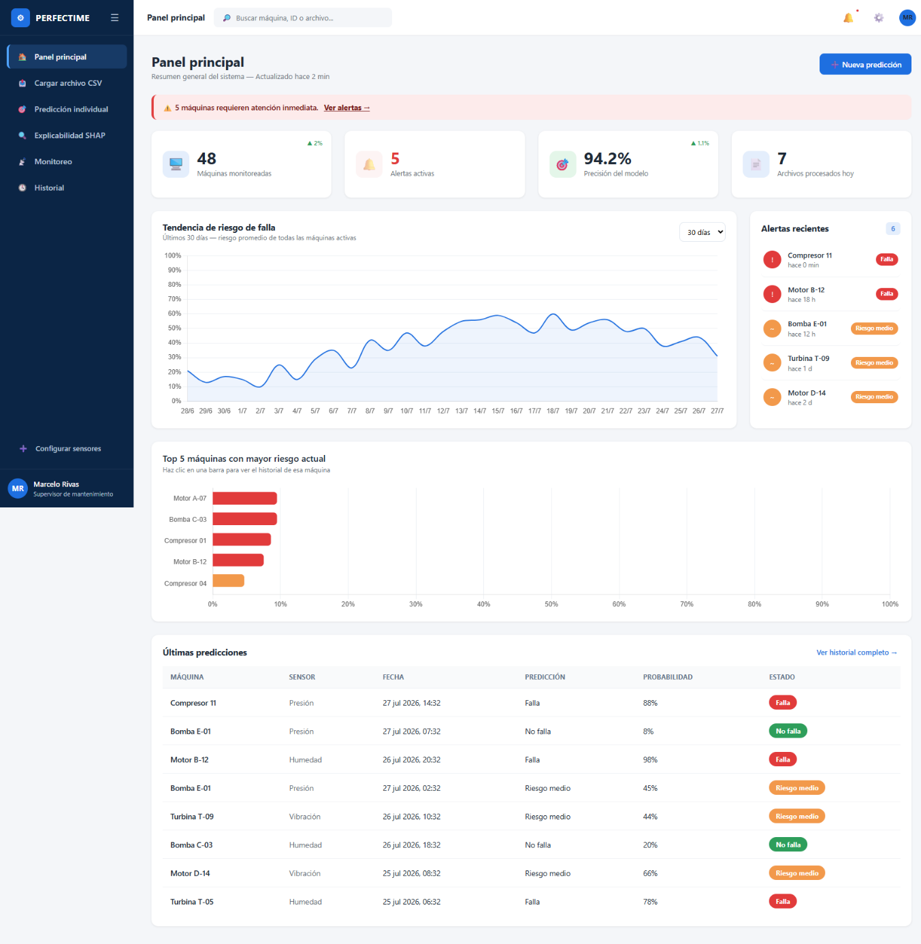 PERFECTIME
Panel principal
Cargar archivo CSV
Predicción individual
Explicabilidad SHAP
Monitoreo
Historial
Configurar sensores
MR
Marcelo Rivas
Supervisor de mantenimiento
Panel principal
Buscar máquina, ID o archivo...
MR
Panel principal
Resumen general del sistema — Actualizado hace 2 min
Nueva predicción
5 máquinas requieren atención inmediata. Ver alertas →
48
Máquinas monitoreadas
▲ 2%
5
Alertas activas
94.2%
Precisión del modelo
▲ 1.1%
7
Archivos procesados hoy
Tendencia de riesgo de falla
Últimos 30 días — riesgo promedio de todas las máquinas activas
30 días
100%
90%
80%
70%
60%
50%
40%
30%
20%
10%
0%
28/6 29/6 30/6 1/7 2/7 3/7 4/7 5/7 6/7 7/7 8/7 9/7 10/7 11/7 12/7 13/7 14/7 15/7 16/7 17/7 18/7 19/7 20/7 21/7 22/7 23/7 24/7 25/7 26/7 27/7
Alertas recientes
6
! Compresor 11
hace 0 min
Falla
! Motor B-12
hace 18 h
Falla
Bomba E-01
hace 12 h
Riesgo medio
Turbina T-09
hace 1 d
Riesgo medio
Motor D-14
hace 2 d
Riesgo medio
Top 5 máquinas con mayor riesgo actual
Haz clic en una barra para ver el historial de esa máquina
Motor A-07
Bomba C-03
Compresor 01
Motor B-12
Compresor 04
0% 10% 20% 30% 40% 50% 60% 70% 80% 90% 100%
Últimas predicciones
Ver historial completo →
MÁQUINA SENSOR FECHA PREDICCIÓN PROBABILIDAD ESTADO
Compresor 11 Presión 27 jul 2026, 14:32 Falla 88% Falla
Bomba E-01 Presión 27 jul 2026, 07:32 No falla 8% No falla
Motor B-12 Humedad 26 jul 2026, 20:32 Falla 98% Falla
Bomba E-01 Presión 27 jul 2026, 02:32 Riesgo medio 45% Riesgo medio
Turbina T-09 Vibración 26 jul 2026, 10:32 Riesgo medio 44% Riesgo medio
Bomba C-03 Humedad 26 jul 2026, 18:32 No falla 20% No falla
Motor D-14 Vibración 25 jul 2026, 08:32 Riesgo medio 66% Riesgo medio
Turbina T-05 Humedad 25 jul 2026, 06:32 Falla 78% Falla